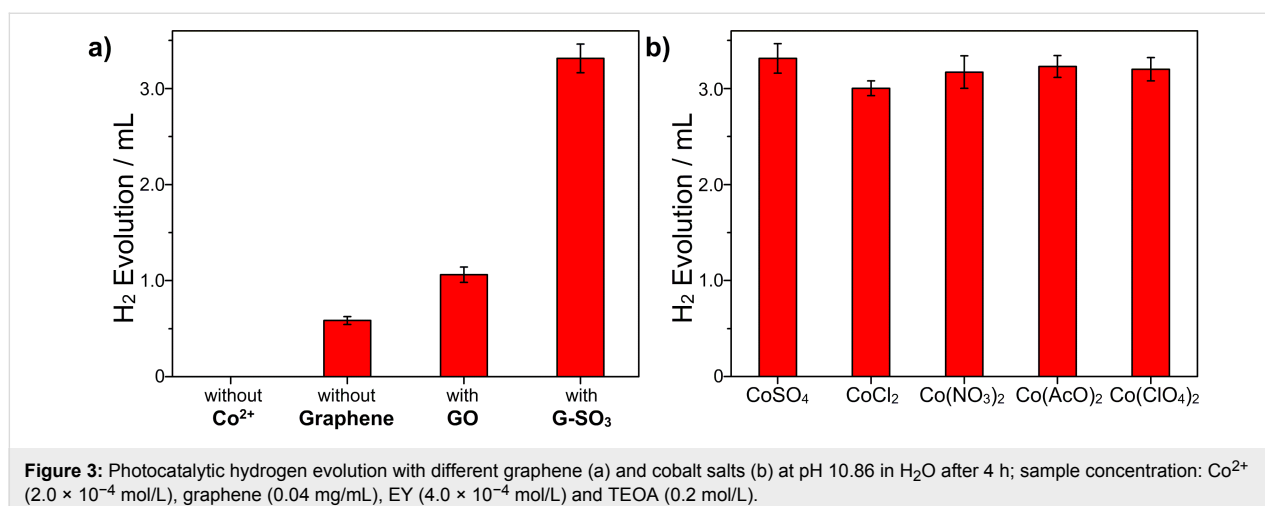 a)
H₂ Evolution / mL
3.0
2.0
1.0
0
without Co²⁺
without Graphene
with GO
with G-SO₃
b)
H₂ Evolution / mL
3.0
2.0
1.0
0
CoSO₄
CoCl₂
Co(NO₃)₂
Co(AcO)₂
Co(ClO₄)₂
Figure 3: Photocatalytic hydrogen evolution with different graphene (a) and cobalt salts (b) at pH 10.86 in H₂O after 4 h; sample concentration: Co²⁺
(2.0 × 10⁻⁴ mol/L), graphene (0.04 mg/mL), EY (4.0 × 10⁻⁴ mol/L) and TEOA (0.2 mol/L).